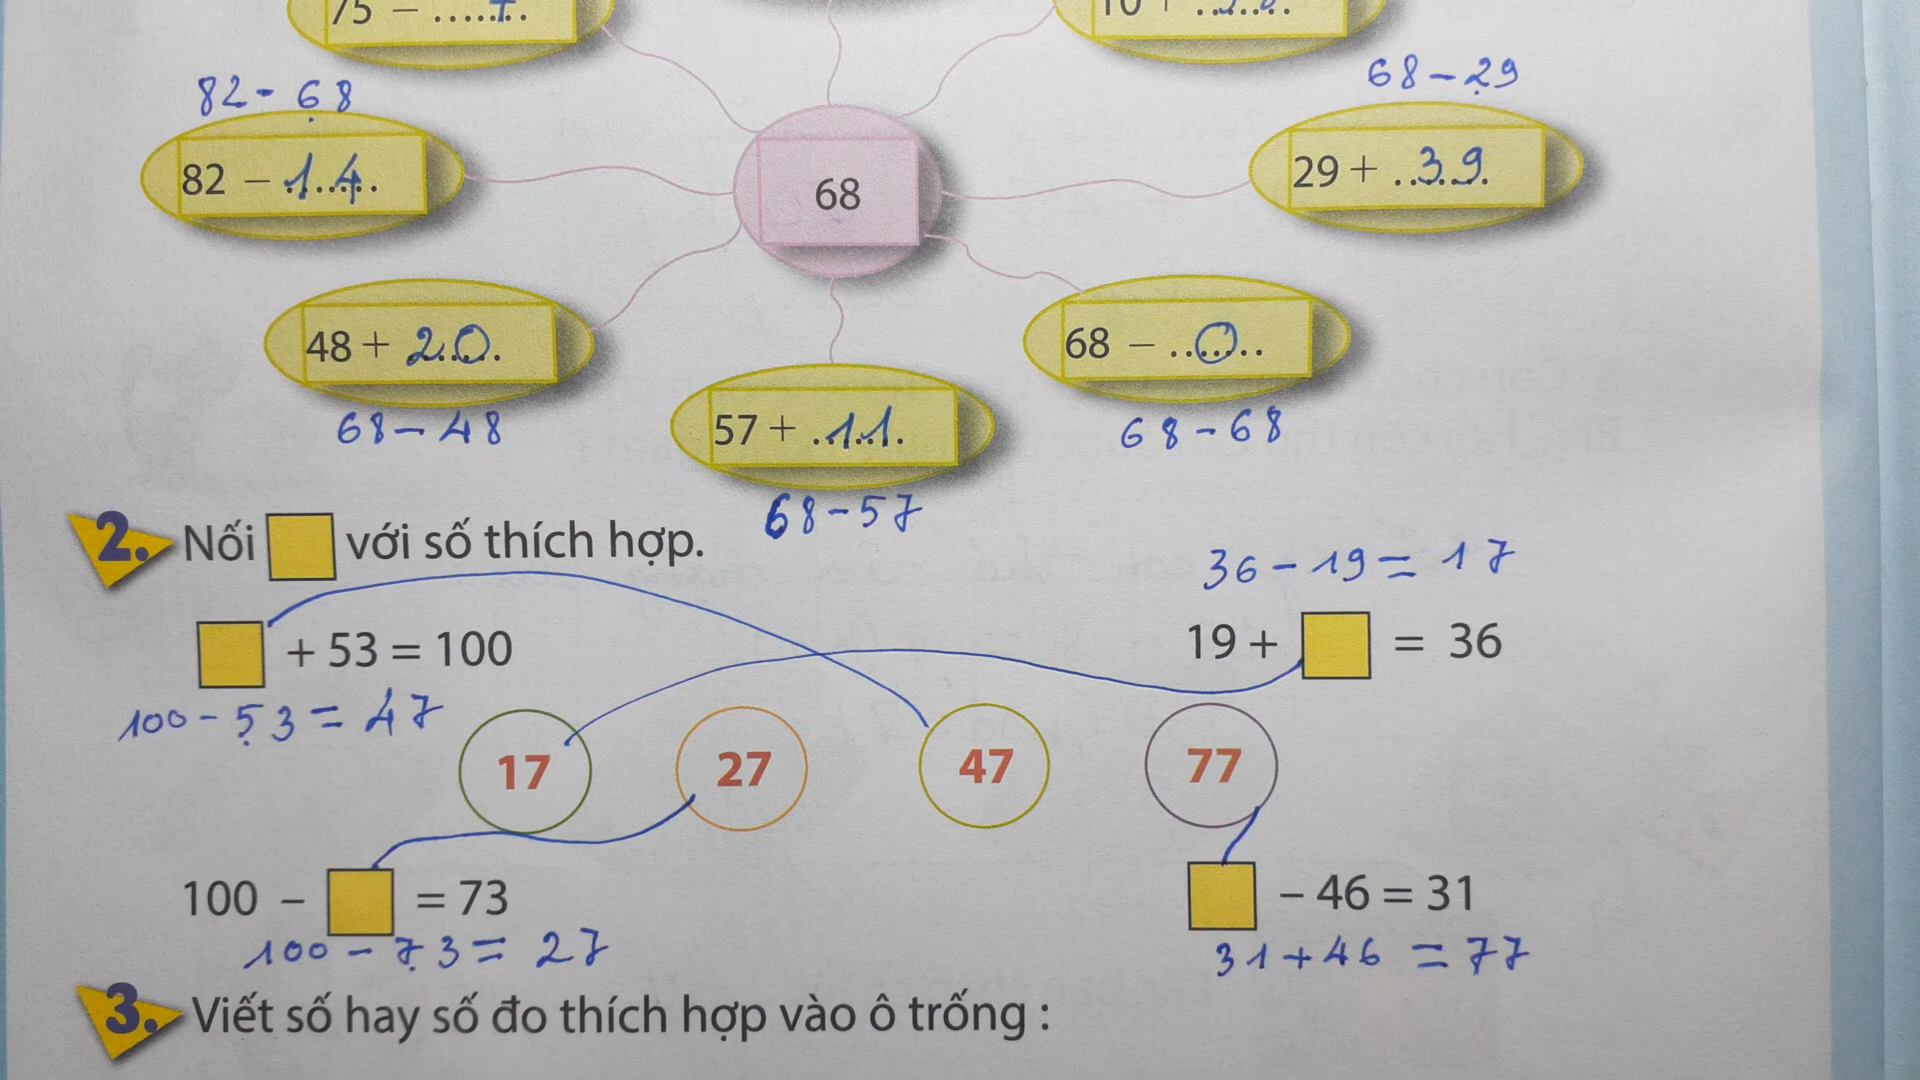 75 - ...7...
10 +
82 - 68
68 - 29
82 - 14
68
29 + 39
48 + 20
68 - 0
68 - 48
57 + 11
68 - 68
68 - 57
2. Nối với số thích hợp.
36 - 19 = 17
+ 53 = 100
19 + = 36
100 - 53 = 47
17 27 47 77
100 - = 73
- 46 = 31
100 - 73 = 27
31 + 46 = 77
3. Viết số hay số đo thích hợp vào ô trống :